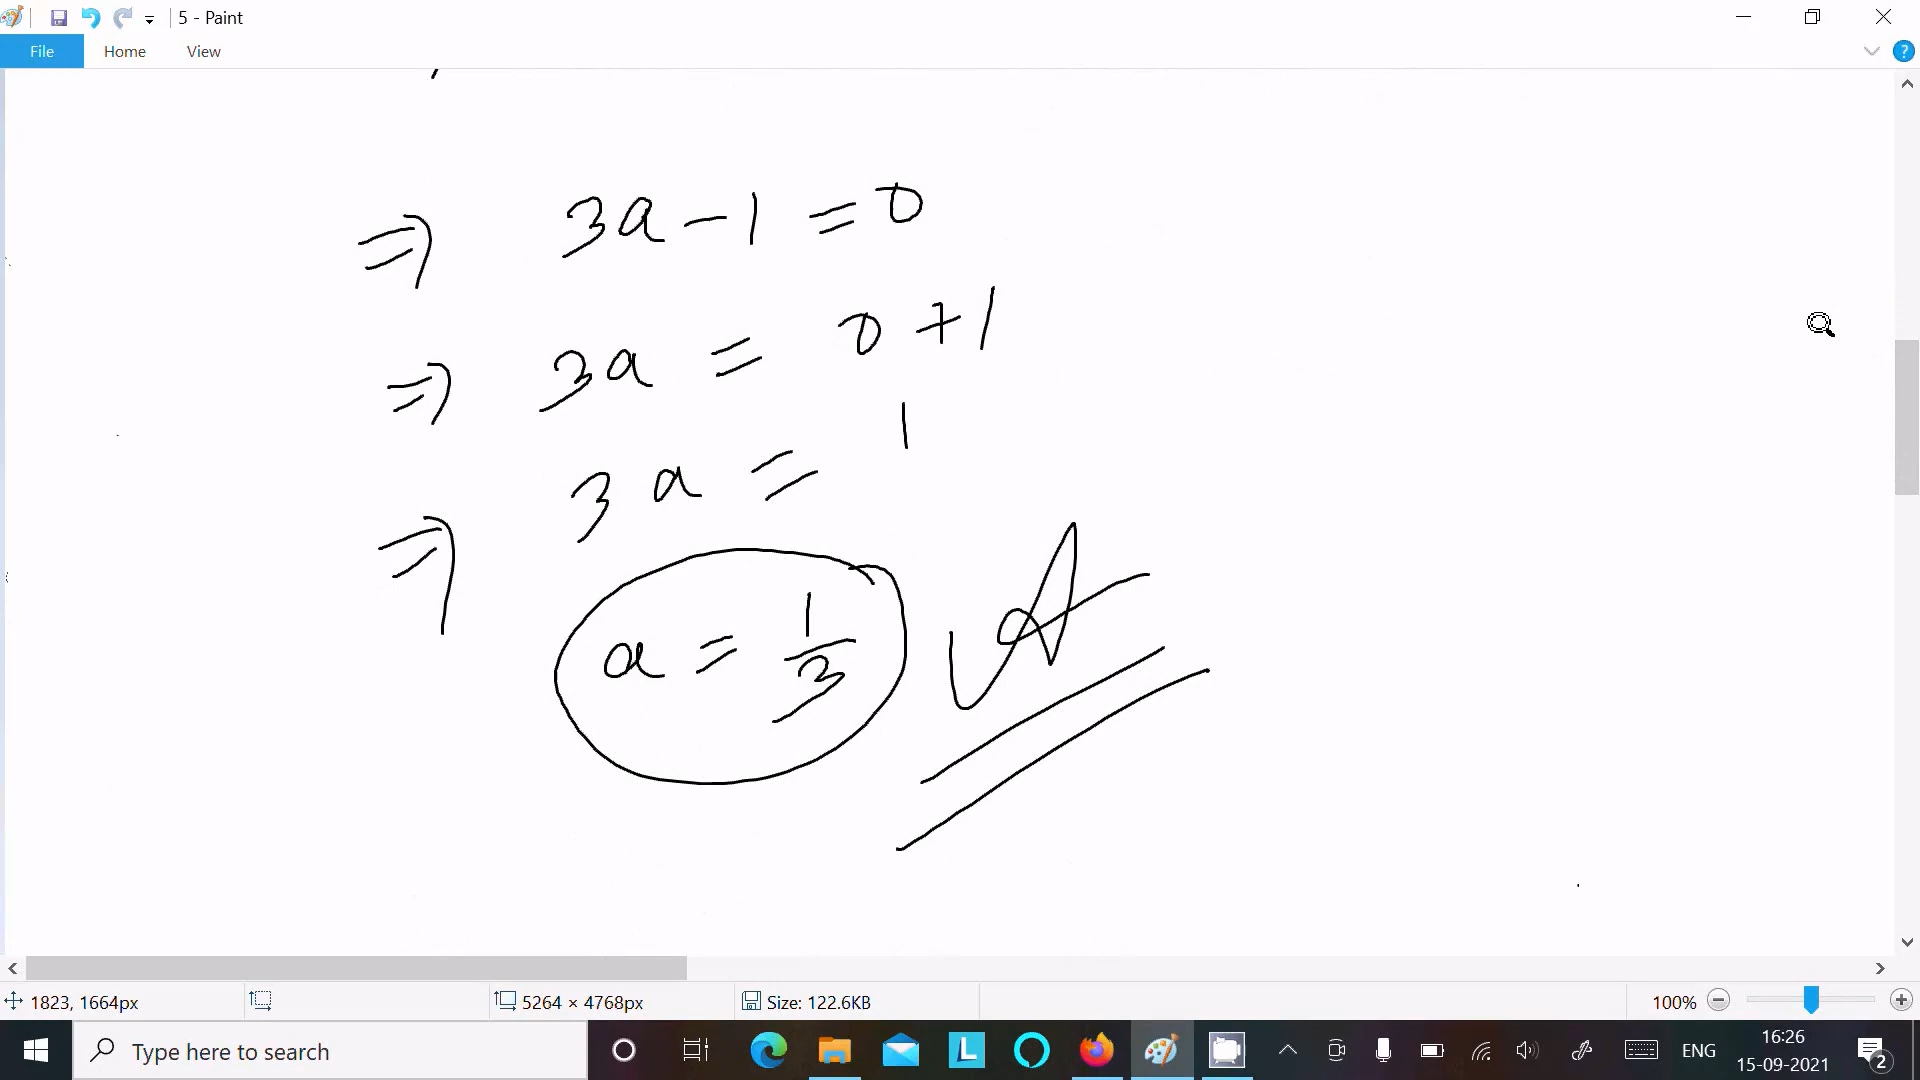 5 - Paint
File Home View
⇒ 3a - 1 = 0
⇒ 3a = 0 + 1
3a = 1
⇒ a = 1/3
1823, 1664px 5264 × 4768px Size: 122.6KB 100%
Type here to search
L
ENG
16:26
15-09-2021
2